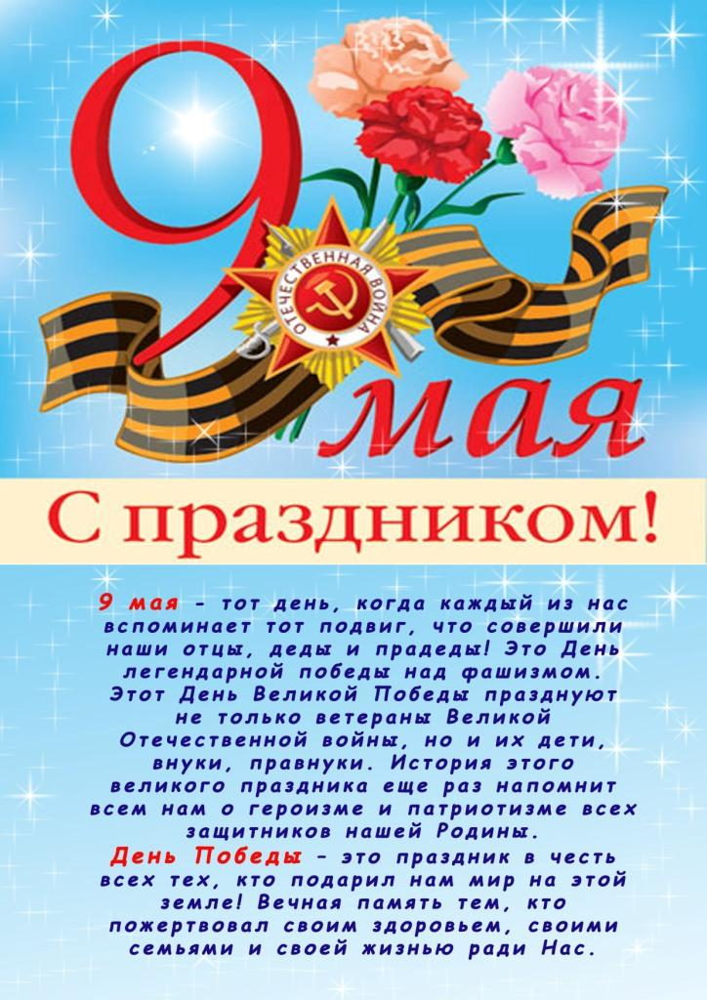 9
ОТЕЧЕСТВЕННАЯ ВОЙНА
мая
С праздником!
9 мая - тот день, когда каждый из нас
вспоминает тот подвиг, что совершили
наши отцы, деды и прадеды! Это День
легендарной победы над фашизмом.
Этот День Великой Победы празднуют
не только ветераны Великой
Отечественной войны, но и их дети,
внуки, правнуки. История этого
великого праздника еще раз напомнит
всем нам о героизме и патриотизме всех
защитников нашей Родины.
День Победы – это праздник в честь
всех тех, кто подарил нам мир на этой
земле! Вечная память тем, кто
пожертвовал своим здоровьем, своими
семьями и своей жизнью ради Нас.